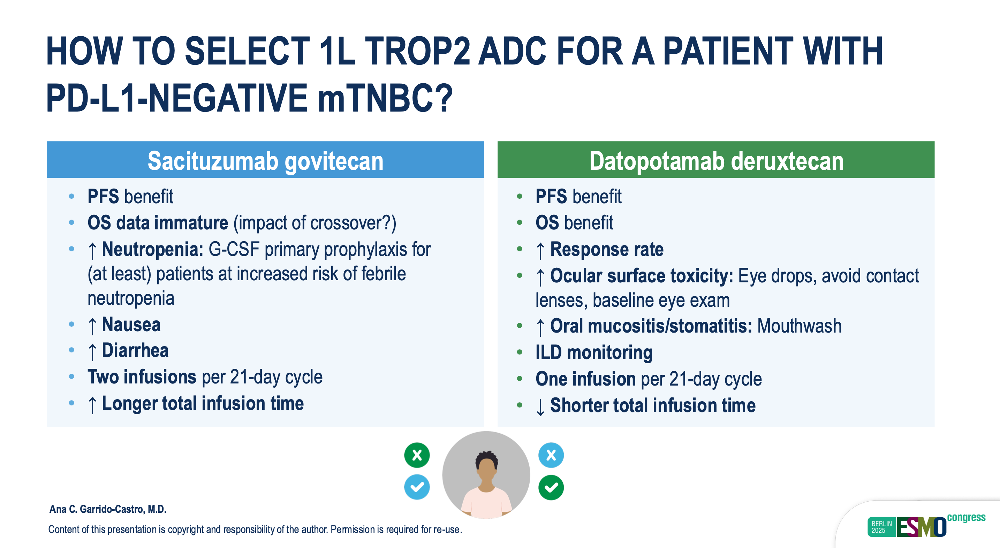 HOW TO SELECT 1L TROP2 ADC FOR A PATIENT WITH
PD-L1-NEGATIVE mTNBC?
Sacituzumab govitecan
• PFS benefit
• OS data immature (impact of crossover?)
• ↑ Neutropenia: G-CSF primary prophylaxis for
(at least) patients at increased risk of febrile
neutropenia
• ↑ Nausea
• ↑ Diarrhea
• Two infusions per 21-day cycle
• ↑ Longer total infusion time
Datopotamab deruxtecan
• PFS benefit
• OS benefit
• ↑ Response rate
• ↑ Ocular surface toxicity: Eye drops, avoid contact
lenses, baseline eye exam
• ↑ Oral mucositis/stomatitis: Mouthwash
• ILD monitoring
• One infusion per 21-day cycle
• ↓ Shorter total infusion time
Ana C. Garrido-Castro, M.D.
Content of this presentation is copyright and responsibility of the author. Permission is required for re-use.
BERLIN
2025
ESMO congress